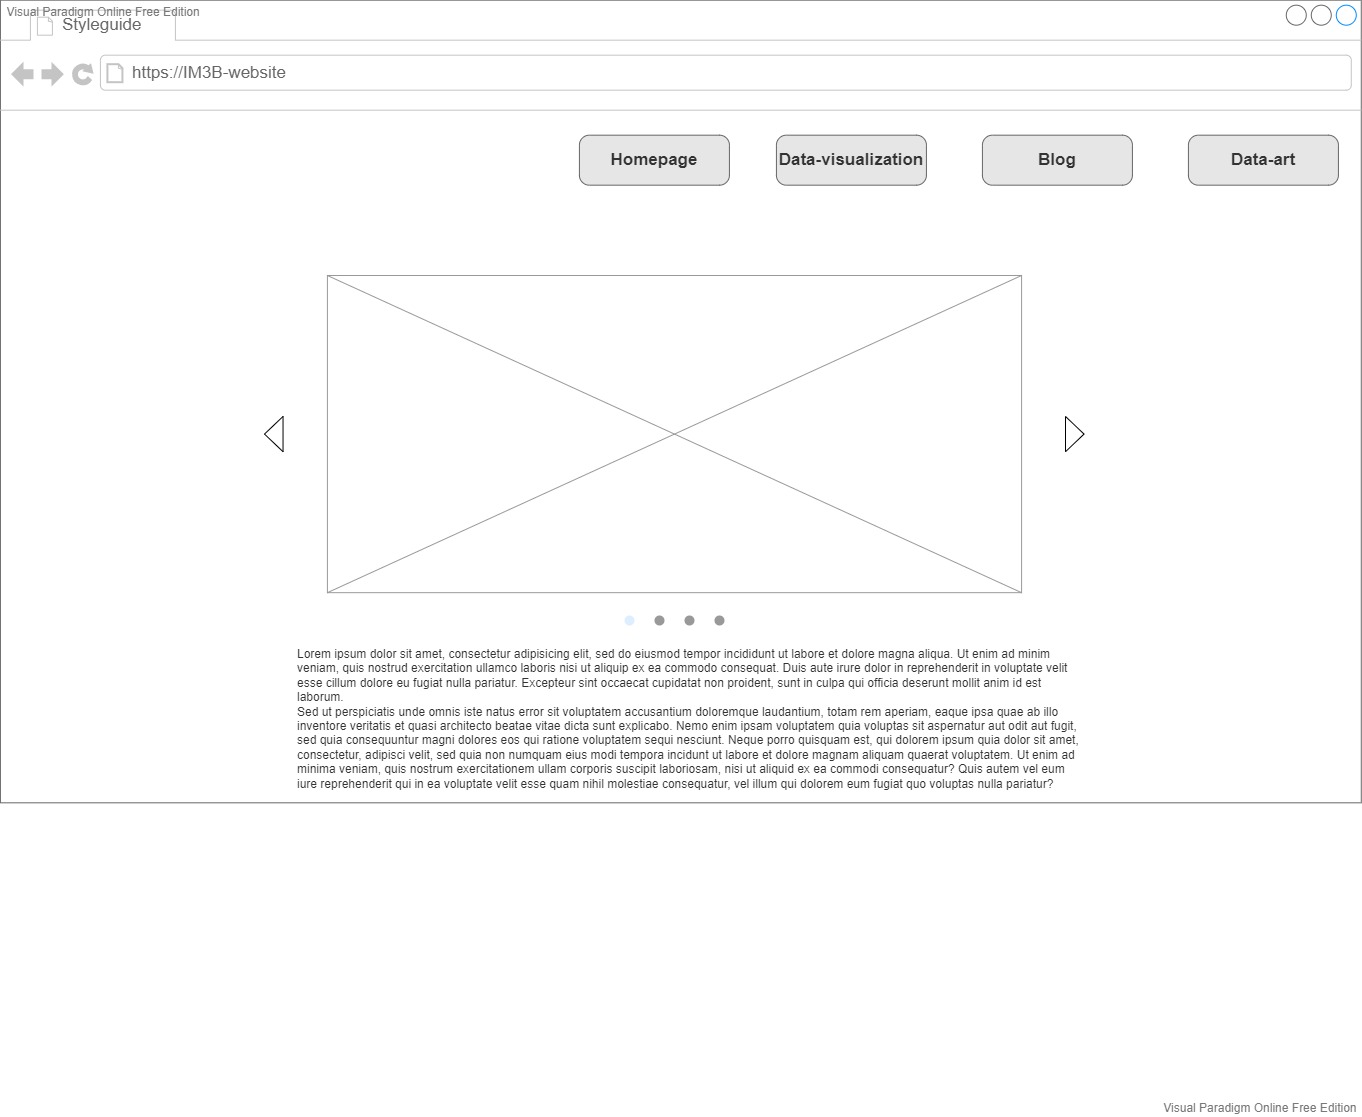 Visual Paradigm Online Free Edition
Styleguide
https://IM3B-website
Homepage
Data-visualization
Blog
Data-art
Lorem ipsum dolor sit amet, consectetur adipisicing elit, sed do eiusmod tempor incididunt ut labore et dolore magna aliqua. Ut enim ad minim
veniam, quis nostrud exercitation ullamco laboris nisi ut aliquip ex ea commodo consequat. Duis aute irure dolor in reprehenderit in voluptate velit
esse cillum dolore eu fugiat nulla pariatur. Excepteur sint occaecat cupidatat non proident, sunt in culpa qui officia deserunt mollit anim id est
laborum.
Sed ut perspiciatis unde omnis iste natus error sit voluptatem accusantium doloremque laudantium, totam rem aperiam, eaque ipsa quae ab illo
inventore veritatis et quasi architecto beatae vitae dicta sunt explicabo. Nemo enim ipsam voluptatem quia voluptas sit aspernatur aut odit aut fugit,
sed quia consequuntur magni dolores eos qui ratione voluptatem sequi nesciunt. Neque porro quisquam est, qui dolorem ipsum quia dolor sit amet,
consectetur, adipisci velit, sed quia non numquam eius modi tempora incidunt ut labore et dolore magnam aliquam quaerat voluptatem. Ut enim ad
minima veniam, quis nostrum exercitationem ullam corporis suscipit laboriosam, nisi ut aliquid ex ea commodi consequatur? Quis autem vel eum
iure reprehenderit qui in ea voluptate velit esse quam nihil molestiae consequatur, vel illum qui dolorem eum fugiat quo voluptas nulla pariatur?
Visual Paradigm Online Free Edition